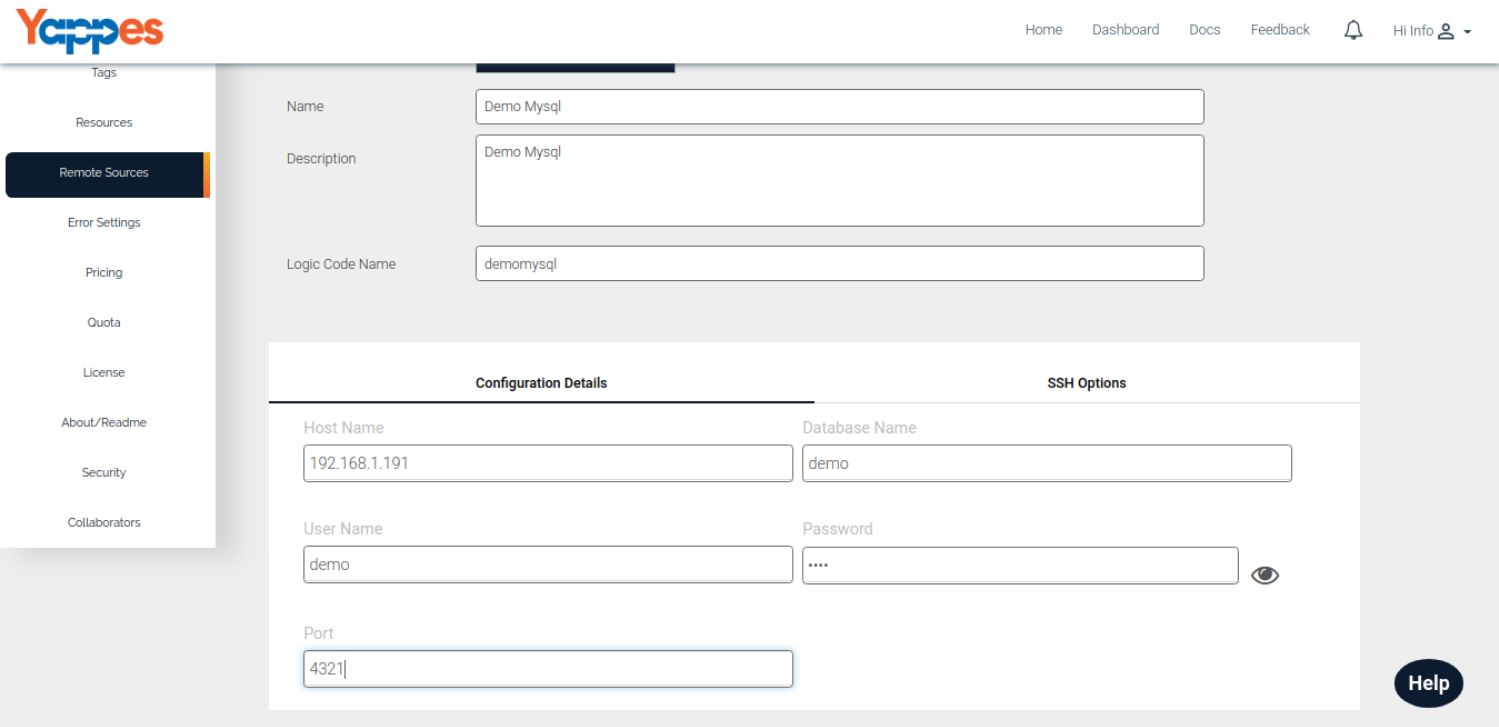 Yappes
Home Dashboard Docs Feedback Hi Info
Tags
Resources
Remote Sources
Error Settings
Pricing
Quota
License
About/Readme
Security
Collaborators
Name
Demo Mysql
Description
Demo Mysql
Logic Code Name
demomysql
Configuration Details
SSH Options
Host Name
192.168.1.191
Database Name
demo
User Name
demo
Password
••••
Port
4321
Help